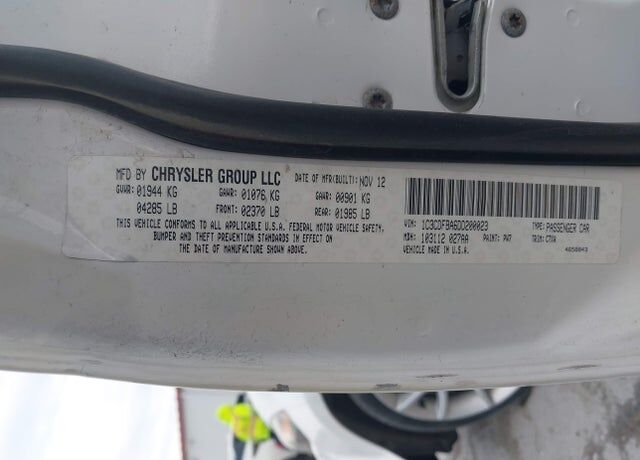 MFD BY CHRYSLER GROUP LLC DATE OF MFR(BUILT): NOV 12
GVWR: 01944 KG GAWR: 01076 KG GAWR: 00901 KG
04285 LB FRONT: 02370 LB REAR: 01985 LB
THIS VEHICLE CONFORMS TO ALL APPLICABLE U.S.A. FEDERAL MOTOR VEHICLE SAFETY,
BUMPER AND THEFT PREVENTION STANDARDS IN EFFECT ON
THE DATE OF MANUFACTURE SHOWN ABOVE.
VIN: 1C3CDFBA6DD200023 TYPE: PASSENGER CAR
MDH: 103112 027AA PAINT: PW7 TRIM: CTX9
VEHICLE MADE IN U.S.A.